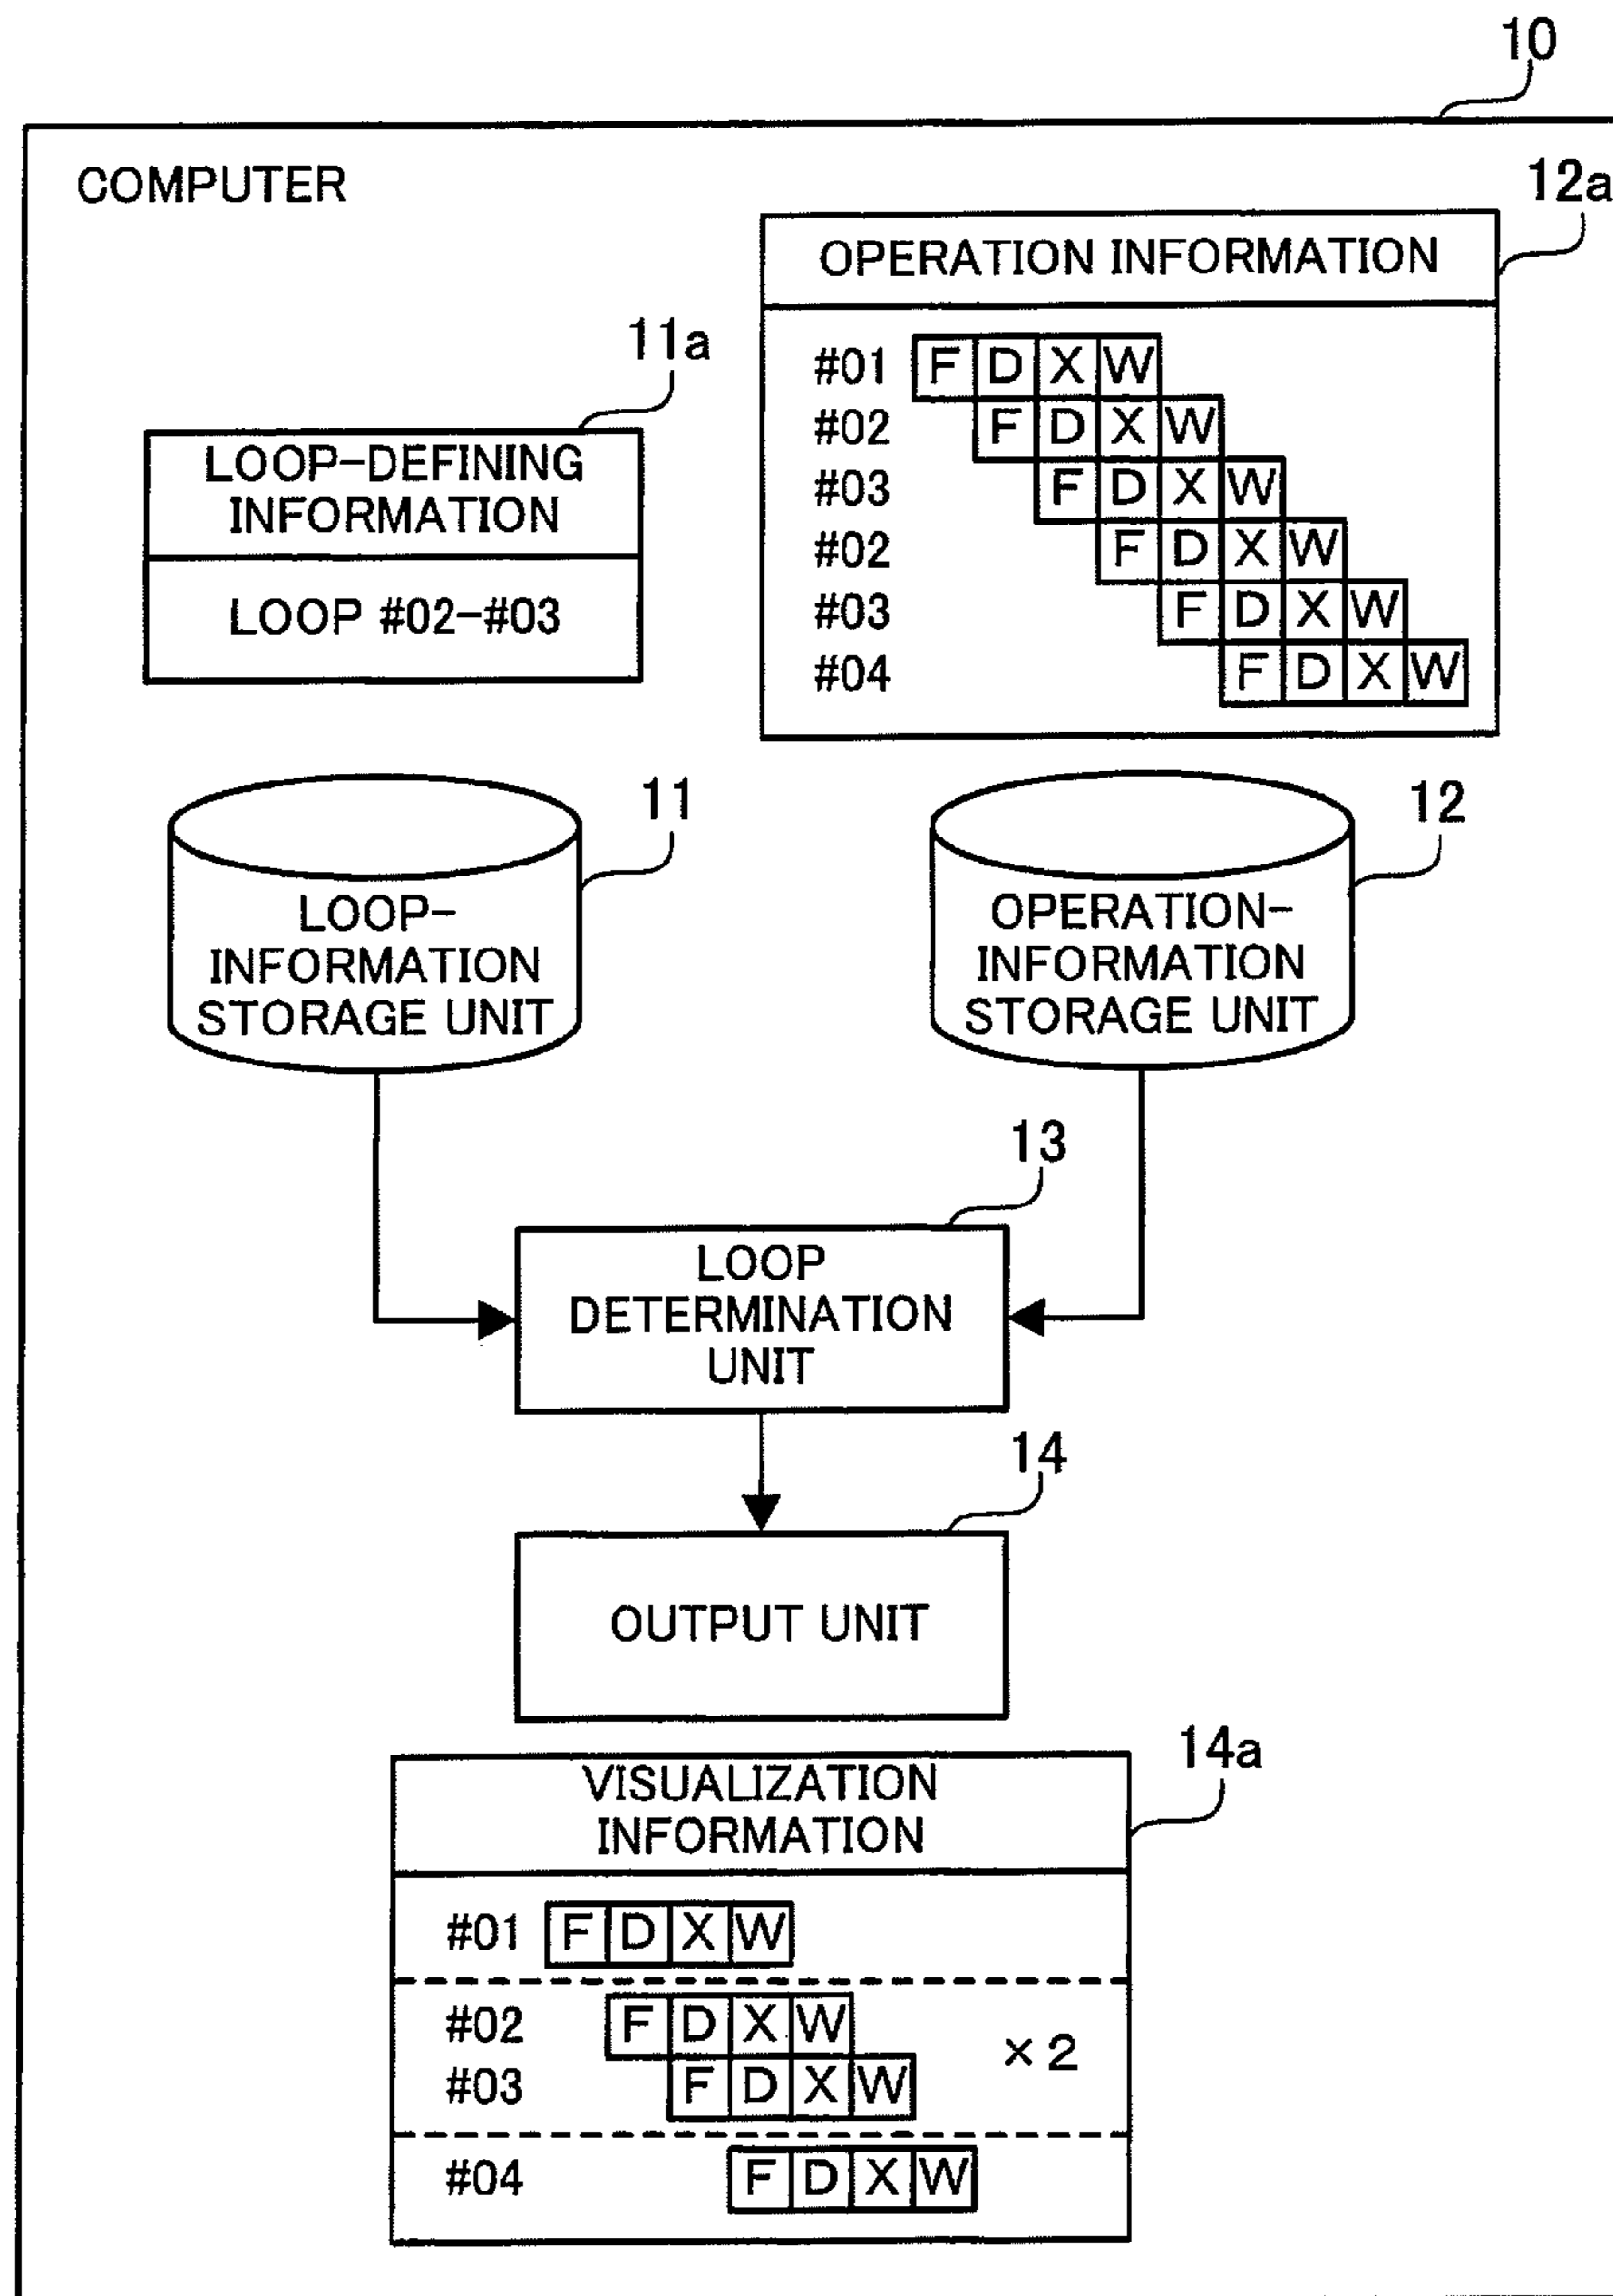 10
COMPUTER
12a
OPERATION INFORMATION
#01 F D X W
#02 F D X W
#03 F D X W
#02 F D X W
#03 F D X W
#04 F D X W
11a
LOOP-DEFINING
INFORMATION
LOOP #02-#03
11
LOOP-
INFORMATION
STORAGE UNIT
12
OPERATION-
INFORMATION
STORAGE UNIT
13
LOOP
DETERMINATION
UNIT
14
OUTPUT UNIT
14a
VISUALIZATION
INFORMATION
#01 F D X W
#02 F D X W
×2
#03 F D X W
#04 F D X W